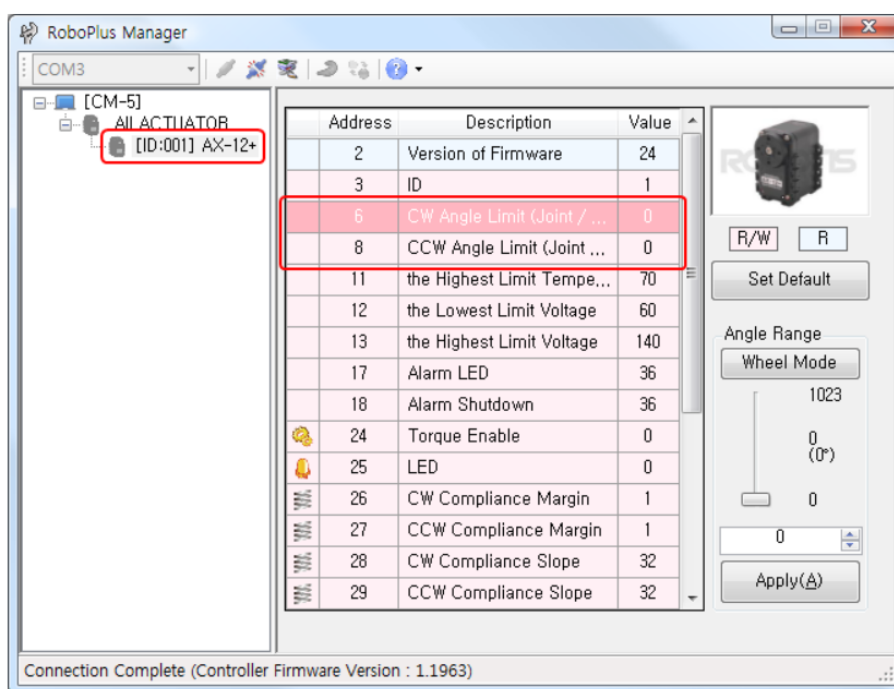 RoboPlus Manager
COM3
[CM-5]
All ACTUATOR
[ID:001] AX-12+
Address Description Value
2 Version of Firmware 24
3 ID 1
6 CW Angle Limit (Joint / ... 0
8 CCW Angle Limit (Joint ... 0
11 the Highest Limit Tempe... 70
12 the Lowest Limit Voltage 60
13 the Highest Limit Voltage 140
17 Alarm LED 36
18 Alarm Shutdown 36
24 Torque Enable 0
25 LED 0
26 CW Compliance Margin 1
27 CCW Compliance Margin 1
28 CW Compliance Slope 32
29 CCW Compliance Slope 32
ROBOTIS
R/W R
Set Default
Angle Range
Wheel Mode
1023
0
(0°)
0
0
Apply(A)
Connection Complete (Controller Firmware Version : 1.1963)